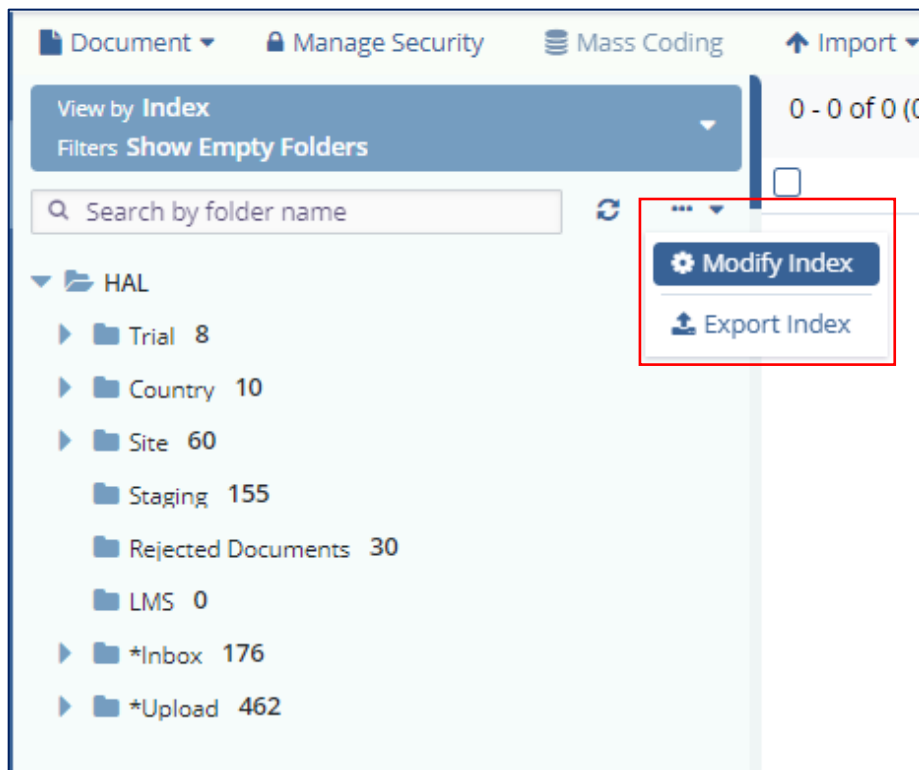 Document Manage Security Mass Coding Import
View by Index
Filters Show Empty Folders
0 - 0 of 0 (0
Search by folder name
...
Modify Index
Export Index
HAL
Trial 8
Country 10
Site 60
Staging 155
Rejected Documents 30
LMS 0
*Inbox 176
*Upload 462